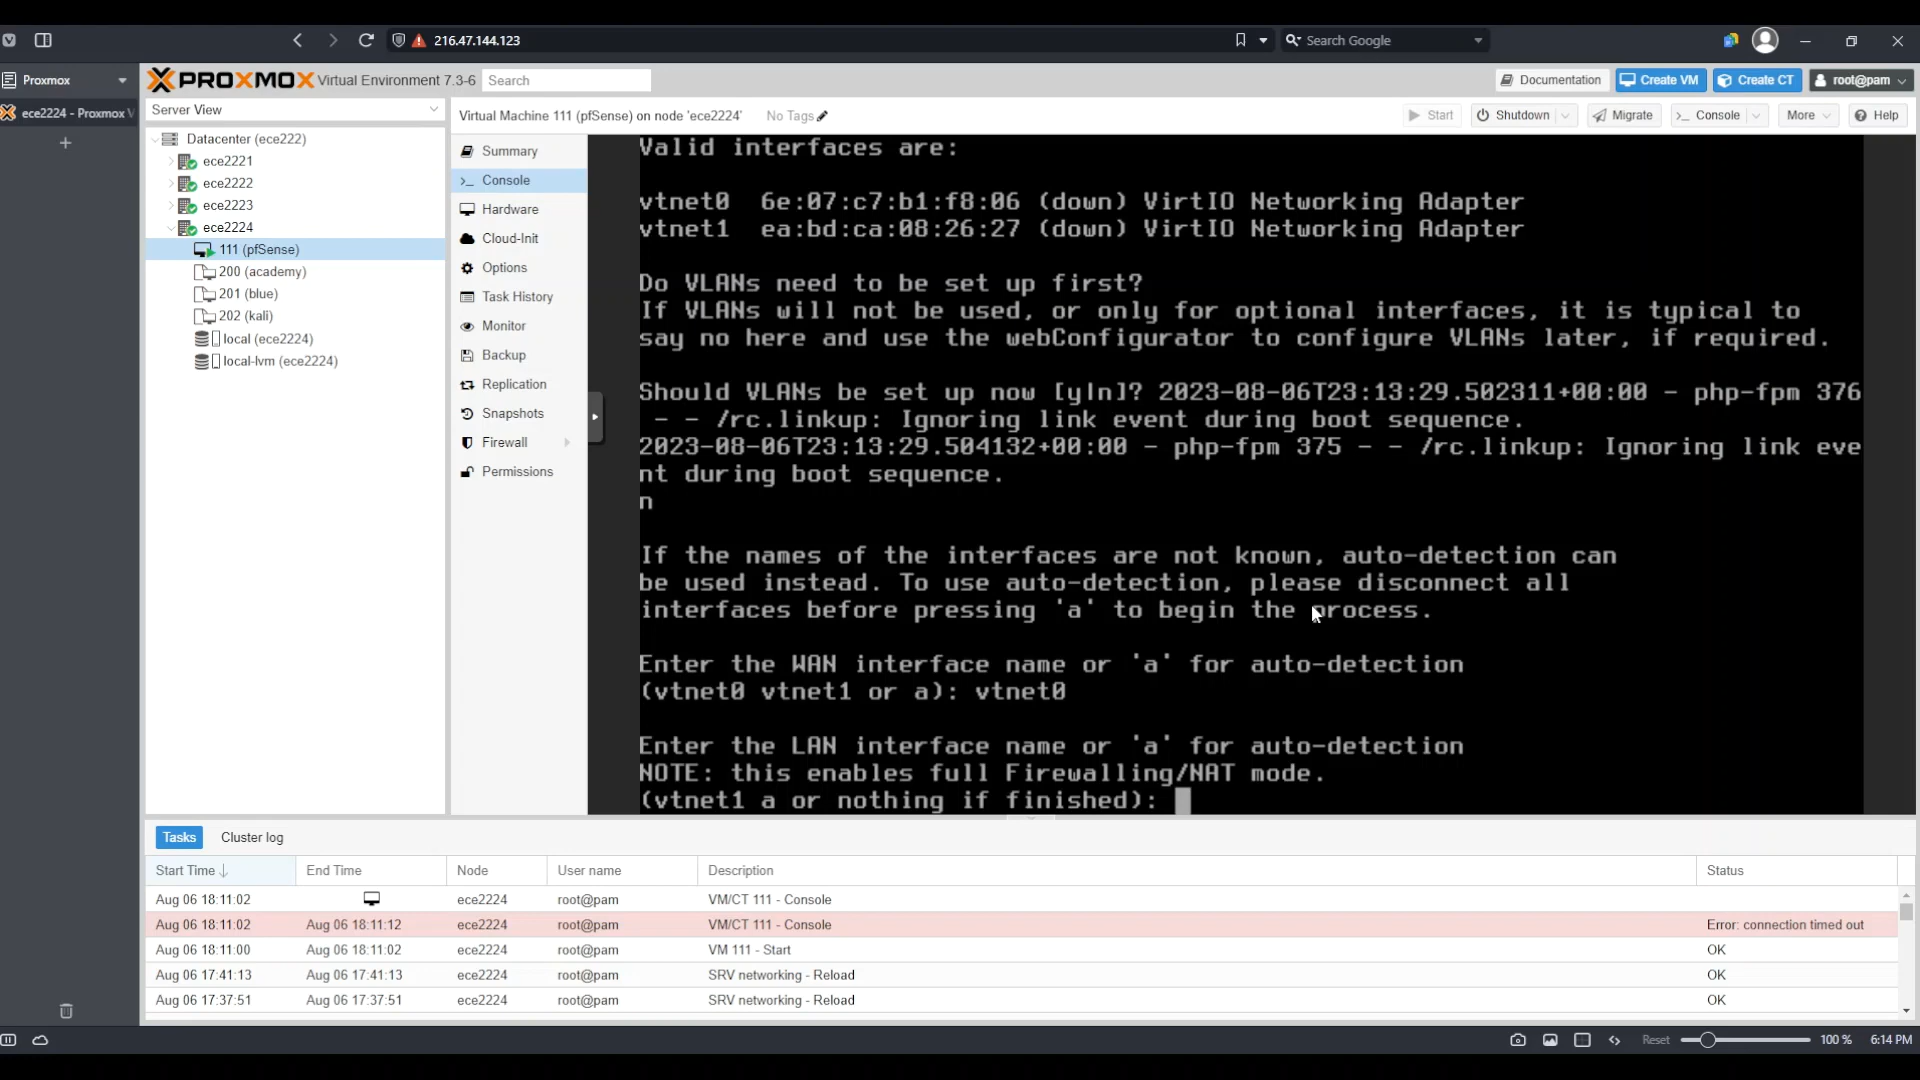 216.47.144.123
Search Google
Proxmox
PROXMOX Virtual Environment 7.3-6
Search
Documentation
Create VM
Create CT
root@pam
ece2224 - Proxmox V
Server View
Virtual Machine 111 (pfSense) on node 'ece2224'
No Tags
Start
Shutdown
Migrate
Console
More
Help
Datacenter (ece222)
ece2221
ece2222
ece2223
ece2224
111 (pfSense)
200 (academy)
201 (blue)
202 (kali)
local (ece2224)
local-lvm (ece2224)
Summary
Console
Hardware
Cloud-Init
Options
Task History
Monitor
Backup
Replication
Snapshots
Firewall
Permissions
Valid interfaces are:
vtnet0 6e:07:c7:b1:f8:06 (down) VirtIO Networking Adapter
vtnet1 ea:bd:ca:08:26:27 (down) VirtIO Networking Adapter
Do VLANs need to be set up first?
If VLANs will not be used, or only for optional interfaces, it is typical to
say no here and use the webConfigurator to configure VLANs later, if required.
Should VLANs be set up now [y|n]? 2023-08-06T23:13:29.502311+00:00 - php-fpm 376
- - /rc.linkup: Ignoring link event during boot sequence.
2023-08-06T23:13:29.504132+00:00 - php-fpm 375 - - /rc.linkup: Ignoring link eve
nt during boot sequence.
n
If the names of the interfaces are not known, auto-detection can
be used instead. To use auto-detection, please disconnect all
interfaces before pressing 'a' to begin the process.
Enter the WAN interface name or 'a' for auto-detection
(vtnet0 vtnet1 or a): vtnet0
Enter the LAN interface name or 'a' for auto-detection
NOTE: this enables full Firewalling/NAT mode.
(vtnet1 a or nothing if finished):
Tasks
Cluster log
Start Time End Time Node User name Description Status
Aug 06 18:11:02 ece2224 root@pam VM/CT 111 - Console
Aug 06 18:11:02 Aug 06 18:11:12 ece2224 root@pam VM/CT 111 - Console Error: connection timed out
Aug 06 18:11:00 Aug 06 18:11:02 ece2224 root@pam VM 111 - Start OK
Aug 06 17:41:13 Aug 06 17:41:13 ece2224 root@pam SRV networking - Reload OK
Aug 06 17:37:51 Aug 06 17:37:51 ece2224 root@pam SRV networking - Reload OK
Reset
100 %
6:14 PM